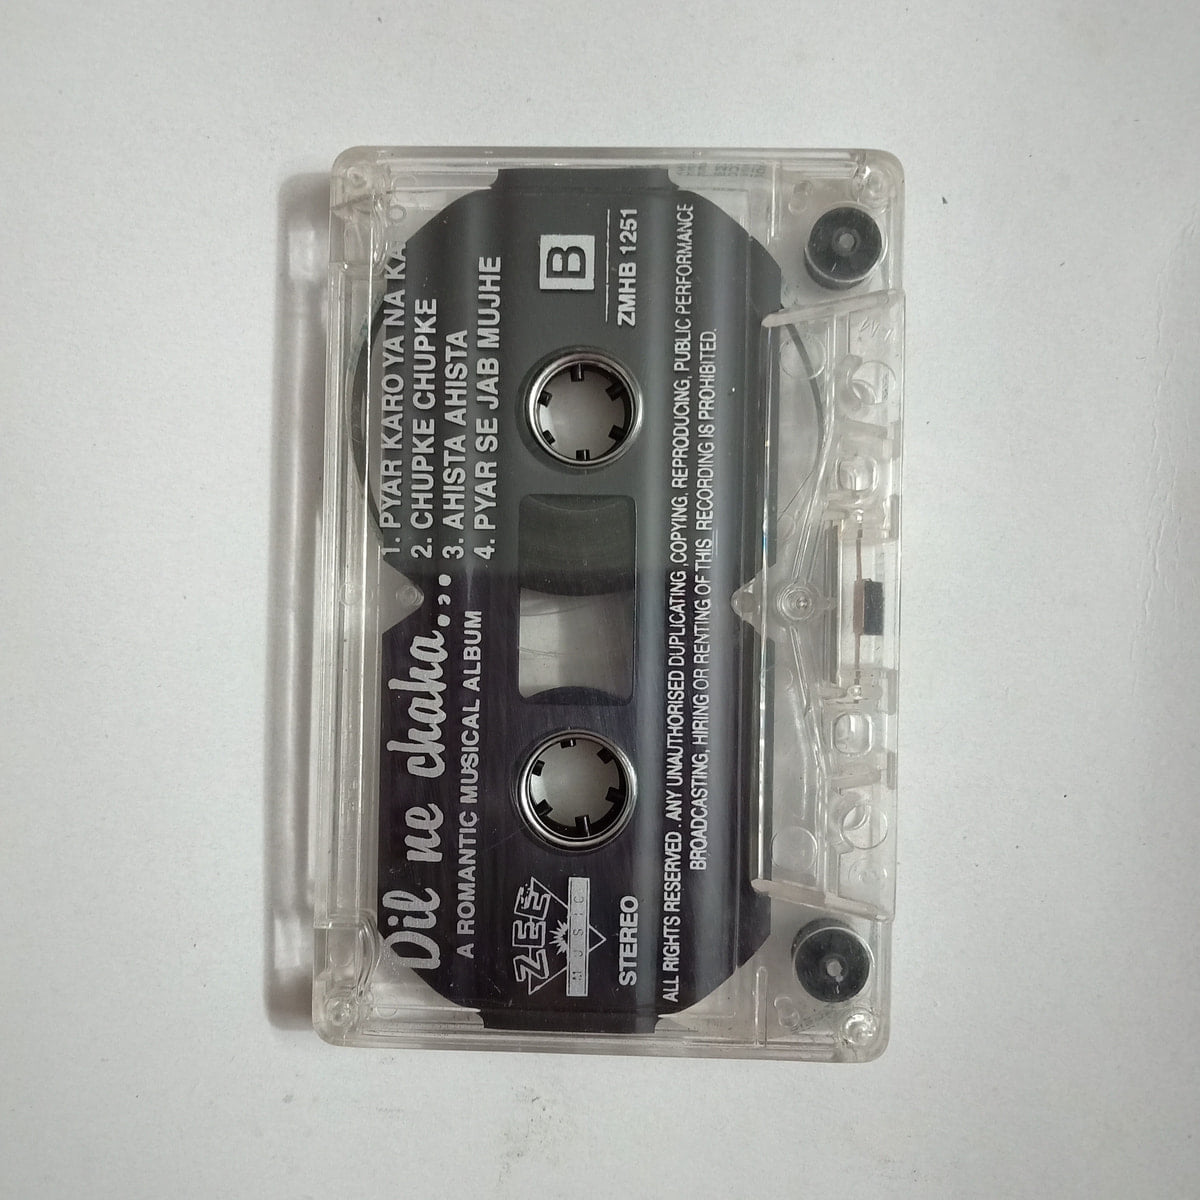 Dil ne chaha...
A ROMANTIC MUSICAL ALBUM
1. PYAR KARO YA NA KARO
2. CHUPKE CHUPKE
3. AHISTA AHISTA
4. PYAR SE JAB MUJHE
ZEE
MUSIC
STEREO
B
ZMHB 1251
ALL RIGHTS RESERVED . ANY UNAUTHORISED DUPLICATING ,COPYING, REPRODUCING, PUBLIC PERFORMANCE
BROADCASTING, HIRING OR RENTING OF THIS RECORDING IS PROHIBITED.